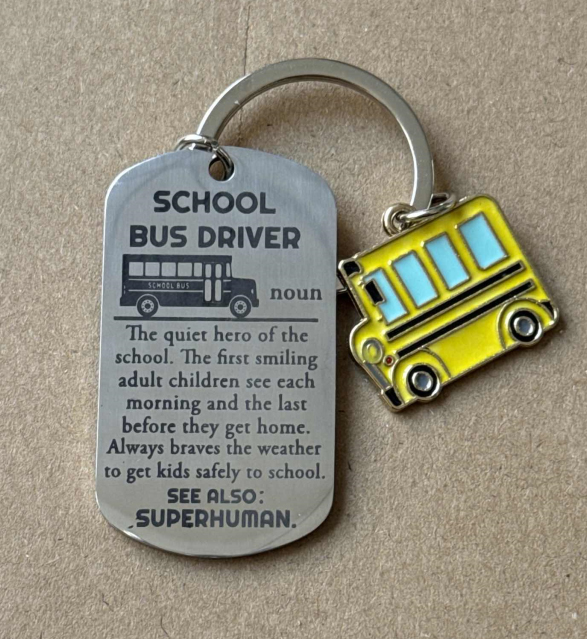 SCHOOL
BUS DRIVER
SCHOOL BUS
noun
The quiet hero of the
school. The first smiling
adult children see each
morning and the last
before they get home.
Always braves the weather
to get kids safely to school.
SEE ALSO:
SUPERHUMAN.